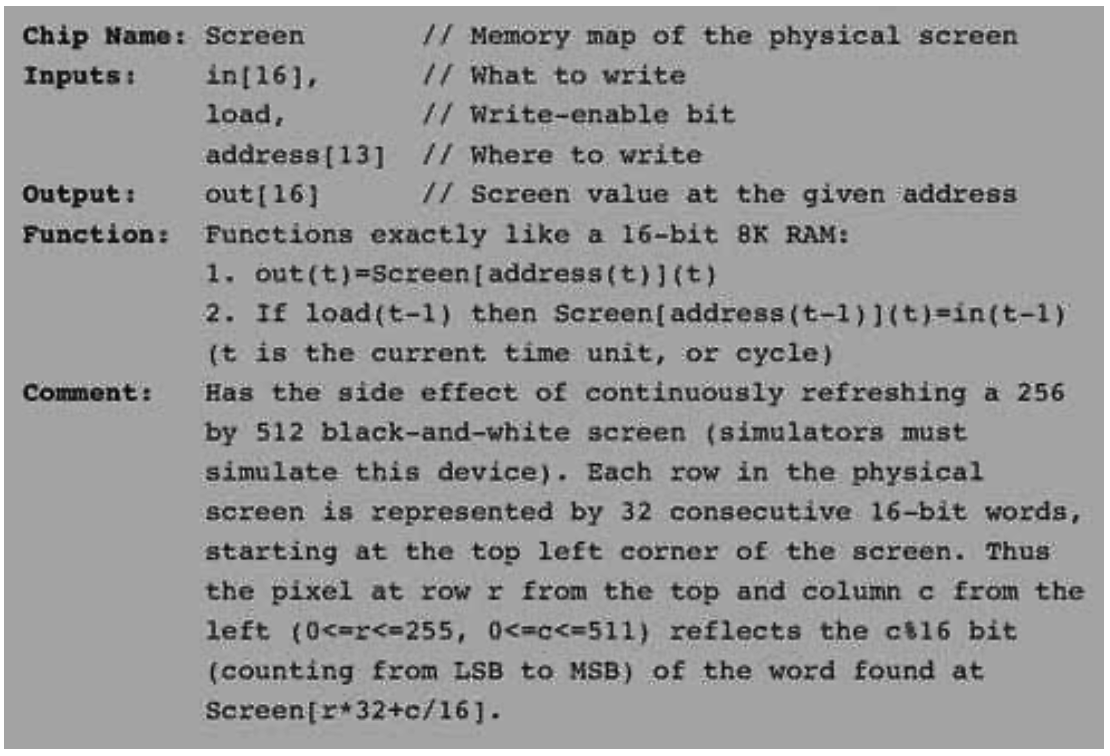 Chip Name: Screen // Memory map of the physical screen
Inputs: in[16], // What to write
load, // Write-enable bit
address[13] // Where to write
Output: out[16] // Screen value at the given address
Function: Functions exactly like a 16-bit 8K RAM:
1. out(t)=Screen[address(t)](t)
2. If load(t-1) then Screen[address(t-1)](t)=in(t-1)
(t is the current time unit, or cycle)
Comment: Has the side effect of continuously refreshing a 256
by 512 black-and-white screen (simulators must
simulate this device). Each row in the physical
screen is represented by 32 consecutive 16-bit words,
starting at the top left corner of the screen. Thus
the pixel at row r from the top and column c from the
left (0<=r<=255, 0<=c<=511) reflects the c%16 bit
(counting from LSB to MSB) of the word found at
Screen[r*32+c/16].